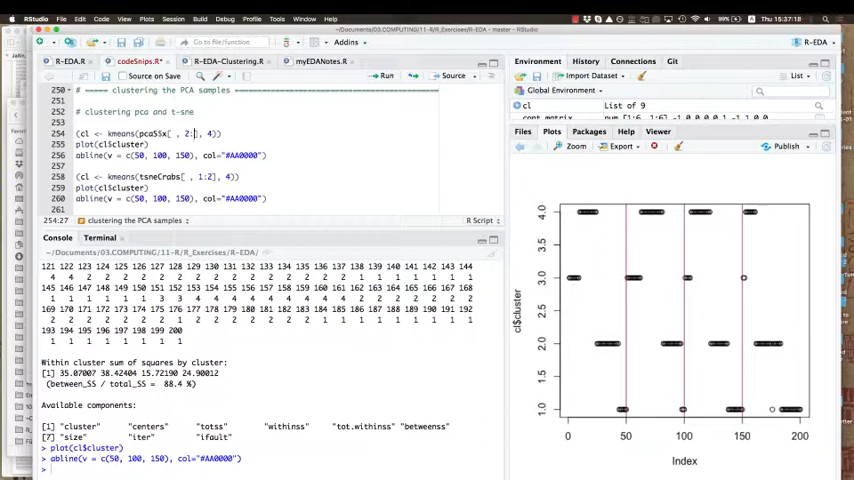 RStudio File Edit Code View Plots Session Build Debug Profile Tools Window Help 99% Thu 15:37:18
~/Documents/03.COMPUTING/11-R/R_Exercises/R-EDA - master - RStudio
Go to file/function Addins R-EDA
R-EDA.R* codeSnips.R* R-EDA-Clustering.R myEDANotes.R
Source on Save Run Source
250 # ===== clustering the PCA samples
251
252 # clustering pca and t-sne
253
254 (cl <- kmeans(pcaS$x[ , 2:], 4))
255 plot(cl$cluster)
256 abline(v = c(50, 100, 150), col="#AA0000")
257
258 (cl <- kmeans(tsneCrabs[ , 1:2], 4))
259 plot(cl$cluster)
260 abline(v = c(50, 100, 150), col="#AA0000")
261
254:27 clustering the PCA samples R Script
Console Terminal
~/Documents/03.COMPUTING/11-R/R_Exercises/R-EDA/
121 122 123 124 125 126 127 128 129 130 131 132 133 134 135 136 137 138 139 140 141 142 143 144
145 146 147 148 149 150 151 152 153 154 155 156 157 158 159 160 161 162 163 164 165 166 167 168
169 170 171 172 173 174 175 176 177 178 179 180 181 182 183 184 185 186 187 188 189 190 191 192
193 194 195 196 197 198 199 200
1 1 1 1 1 1 1 1
Within cluster sum of squares by cluster:
[1] 35.07007 38.42404 15.72190 24.90012
(between_SS / total_SS = 88.4 %)
Available components:
[1] "cluster" "centers" "totss" "withinss" "tot.withinss" "betweenss"
[7] "size" "iter" "ifault"
> plot(cl$cluster)
> abline(v = c(50, 100, 150), col="#AA0000")
>
Environment History Connections Git
Import Dataset List
Global Environment
cl List of 9
Files Plots Packages Help Viewer
Zoom Export Publish
4.0
3.5
3.0
2.5
2.0
1.5
1.0
cl$cluster
0 50 100 150 200
Index